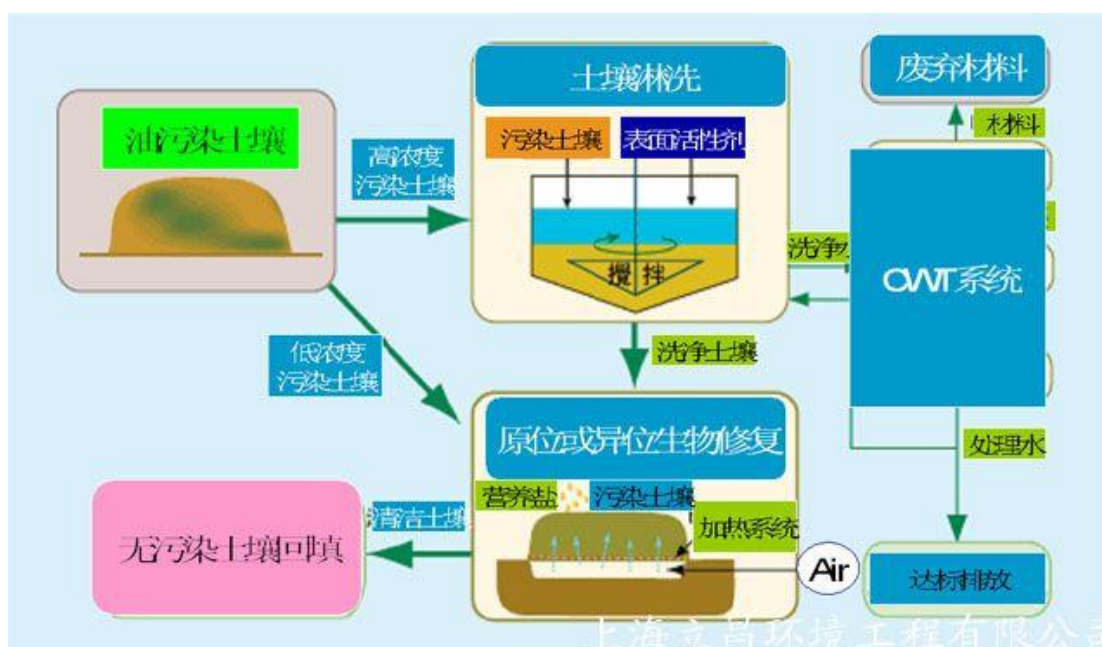 土壤淋洗
废弃材料
油污染土壤
材料
高浓度
污染土壤
污染土壤
表面活性剂
攪拌
洗净
CWT系统
低浓度
污染土壤
洗净土壤
原位或异位生物修复
处理水
营养盐
污染土壤
清洁土壤
加热系统
无污染土壤回填
Air
达标排放
上海立昌环境工程有限公司